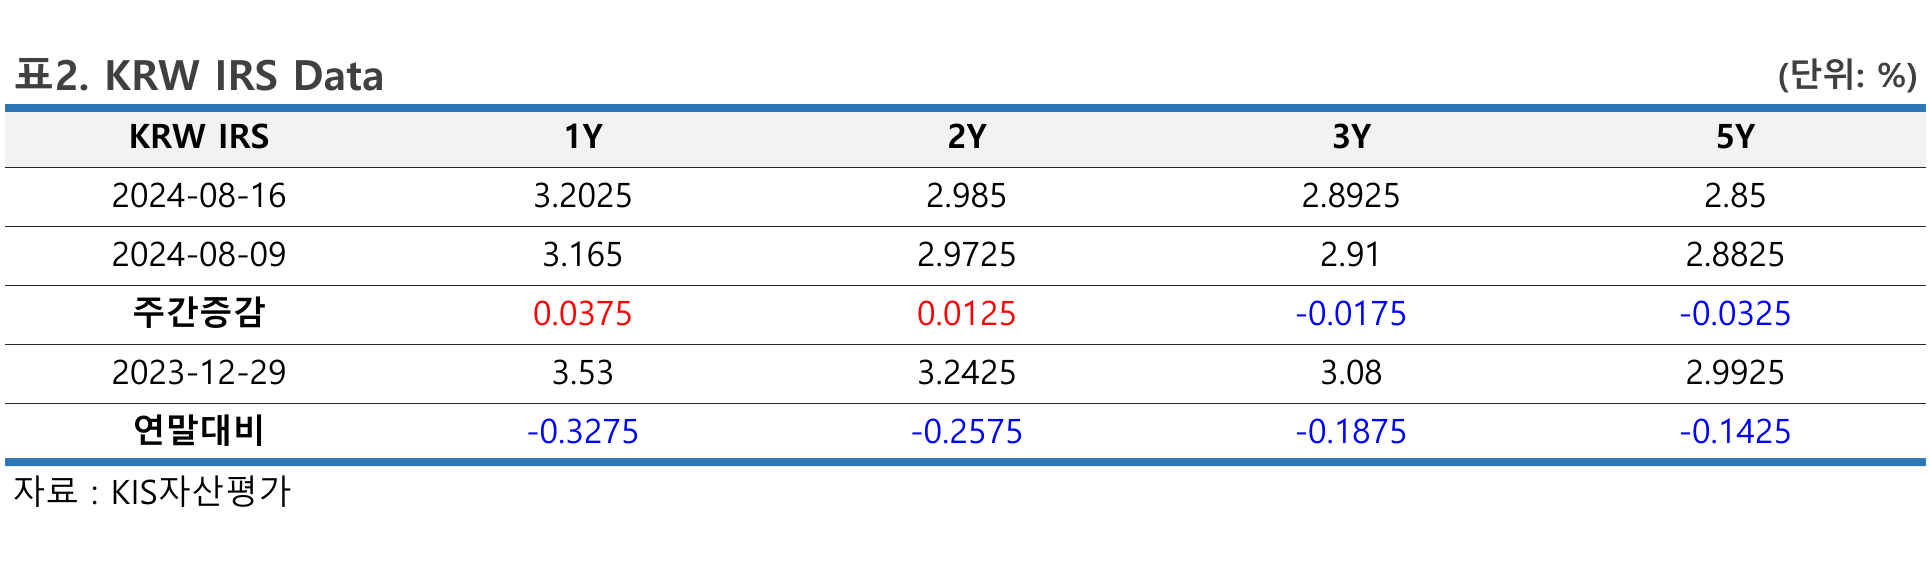 표2. KRW IRS Data (단위: %)
KRW IRS 1Y 2Y 3Y 5Y
2024-08-16 3.2025 2.985 2.8925 2.85
2024-08-09 3.165 2.9725 2.91 2.8825
주간증감 0.0375 0.0125 -0.0175 -0.0325
2023-12-29 3.53 3.2425 3.08 2.9925
연말대비 -0.3275 -0.2575 -0.1875 -0.1425
자료 : KIS자산평가